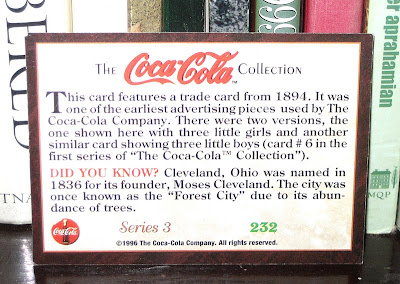 The Coca-Cola™ Collection
This card features a trade card from 1894. It was
one of the earliest advertising pieces used by The
Coca-Cola Company. There were two versions, the
one shown here with three little girls and another
similar card showing three little boys (card # 6 in the
first series of "The Coca-Cola™ Collection").
DID YOU KNOW? Cleveland, Ohio was named in
1836 for its founder, Moses Cleveland. The city was
once known as the "Forest City" due to its abun-
dance of trees.
Coca-Cola
Series 3 232
©1996 The Coca-Cola Company. All rights reserved.
er aprahamian
MQP